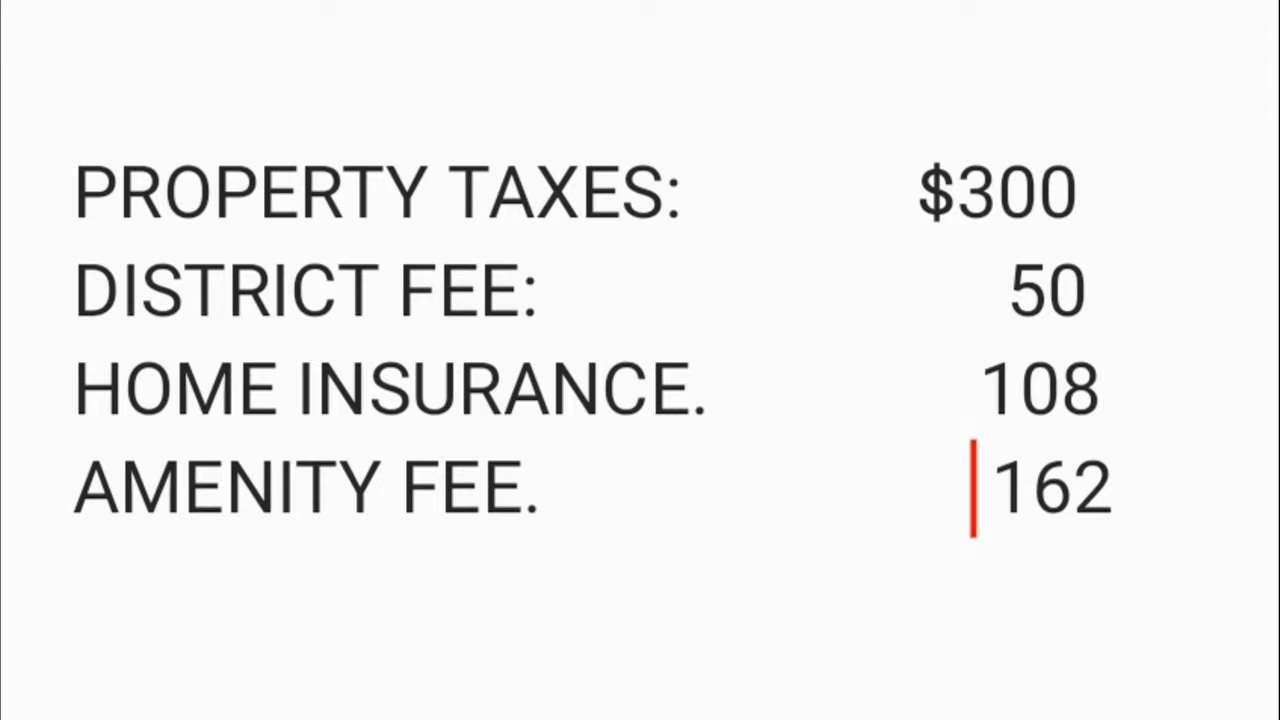 PROPERTY TAXES: $300
DISTRICT FEE: 50
HOME INSURANCE. 108
AMENITY FEE. 162